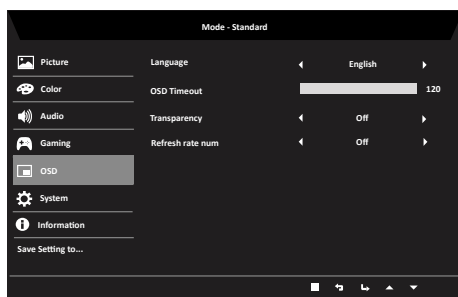 Mode - Standard
Picture
Language English
Color
OSD Timeout 120
Audio
Transparency Off
Gaming
Refresh rate num Off
OSD
System
Information
Save Setting to...